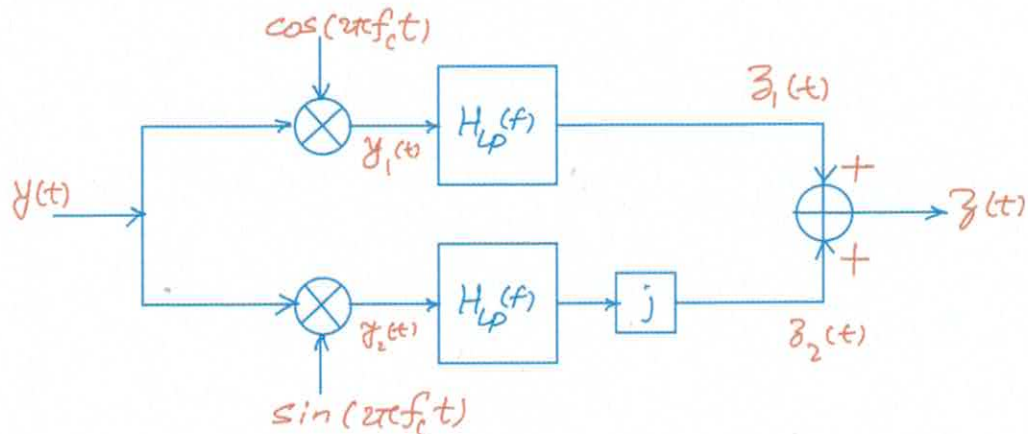 cos(2πf_c t)
H_LP(f)
z_1(t)
y_1(t)
+
y(t)
z(t)
+
H_LP(f)
j
y_2(t)
z_2(t)
sin(2πf_c t)